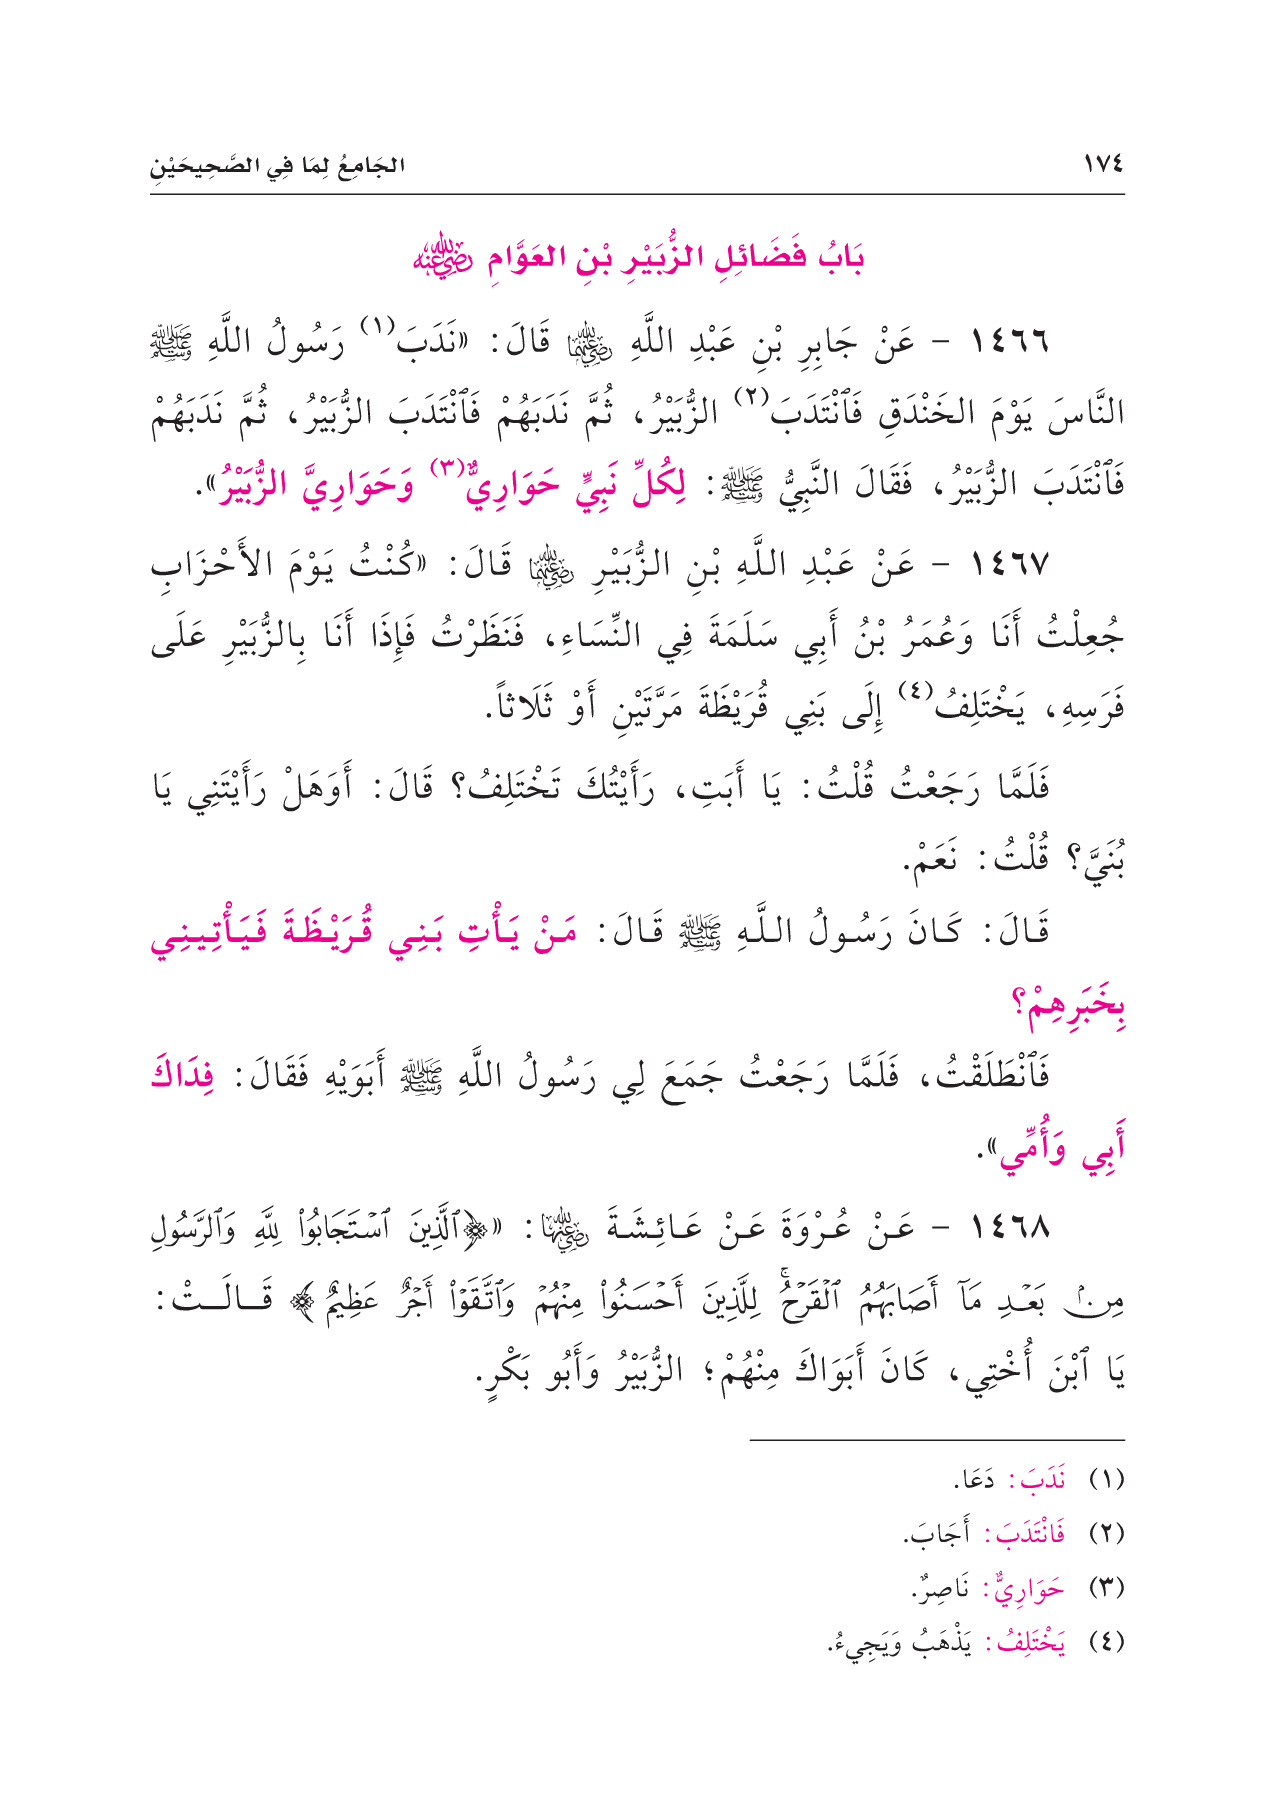 ١٧٤ الجَامِعُ لِمَا فِي الصَّحِيحَيْنِ
بَابُ فَضَائِلِ الزُّبَيْرِ بْنِ العَوَّامِ رضي الله عنه
١٤٦٦ - عَنْ جَابِرِ بْنِ عَبْدِ اللَّهِ رضي الله عنهما قَالَ: «نَدَبَ(١) رَسُولُ اللَّهِ ﷺ
النَّاسَ يَوْمَ الخَنْدَقِ فَٱنْتَدَبَ(٢) الزُّبَيْرُ، ثُمَّ نَدَبَهُمْ فَٱنْتَدَبَ الزُّبَيْرُ، ثُمَّ نَدَبَهُمْ
فَٱنْتَدَبَ الزُّبَيْرُ، فَقَالَ النَّبِيُّ ﷺ: لِكُلِّ نَبِيٍّ حَوَارِيٌّ(٣) وَحَوَارِيَّ الزُّبَيْرُ».
١٤٦٧ - عَنْ عَبْدِ اللَّهِ بْنِ الزُّبَيْرِ رضي الله عنهما قَالَ: «كُنْتُ يَوْمَ الأَحْزَابِ
جُعِلْتُ أَنَا وَعُمَرُ بْنُ أَبِي سَلَمَةَ فِي النِّسَاءِ، فَنَظَرْتُ فَإِذَا أَنَا بِالزُّبَيْرِ عَلَى
فَرَسِهِ، يَخْتَلِفُ(٤) إِلَى بَنِي قُرَيْظَةَ مَرَّتَيْنِ أَوْ ثَلَاثاً.
فَلَمَّا رَجَعْتُ قُلْتُ: يَا أَبَتِ، رَأَيْتُكَ تَخْتَلِفُ؟ قَالَ: أَوَهَلْ رَأَيْتَنِي يَا
بُنَيَّ؟ قُلْتُ: نَعَمْ.
قَالَ: كَانَ رَسُولُ اللَّهِ ﷺ قَالَ: مَنْ يَأْتِ بَنِي قُرَيْظَةَ فَيَأْتِينِي
بِخَبَرِهِمْ؟
فَٱنْطَلَقْتُ، فَلَمَّا رَجَعْتُ جَمَعَ لِي رَسُولُ اللَّهِ ﷺ أَبَوَيْهِ فَقَالَ: فِدَاكَ
أَبِي وَأُمِّي».
١٤٦٨ - عَنْ عُرْوَةَ عَنْ عَائِشَةَ رضي الله عنها: «﴿ٱلَّذِينَ ٱسْتَجَابُوا۟ لِلَّهِ وَٱلرَّسُولِ
مِنۢ بَعْدِ مَآ أَصَابَهُمُ ٱلْقَرْحُ ۚ لِلَّذِينَ أَحْسَنُوا۟ مِنْهُمْ وَٱتَّقَوْا۟ أَجْرٌ عَظِيمٌ﴾ قَالَتْ:
يَا ٱبْنَ أُخْتِي، كَانَ أَبَوَاكَ مِنْهُمْ؛ الزُّبَيْرُ وَأَبُو بَكْرٍ.
(١) نَدَبَ: دَعَا.
(٢) فَانْتَدَبَ: أَجَابَ.
(٣) حَوَارِيٌّ: نَاصِرٌ.
(٤) يَخْتَلِفُ: يَذْهَبُ وَيَجِيءُ.